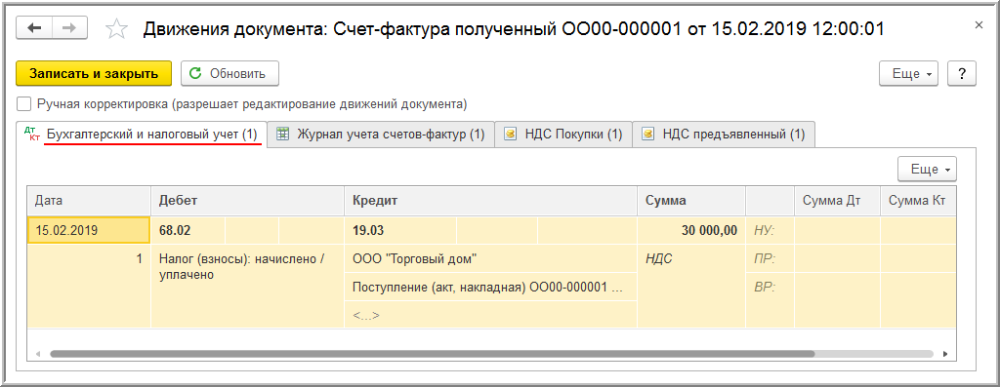 Движения документа: Счет-фактура полученный ОО00-000001 от 15.02.2019 12:00:01
Записать и закрыть Обновить Еще ?
Ручная корректировка (разрешает редактирование движений документа)
Дт Кт Бухгалтерский и налоговый учет (1) Журнал учета счетов-фактур (1) НДС Покупки (1) НДС предъявленный (1)
Еще
Дата Дебет Кредит Сумма Сумма Дт Сумма Кт
15.02.2019 68.02 19.03 30 000,00 НУ:
1 Налог (взносы): начислено / ООО "Торговый дом" НДС ПР:
уплачено
Поступление (акт, накладная) ОО00-000001 ... ВР:
<...>